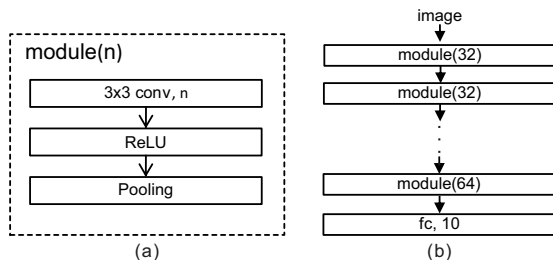 module(n)
3x3 conv, n
ReLU
Pooling
(a)
image
module(32)
module(32)
module(64)
fc, 10
(b)